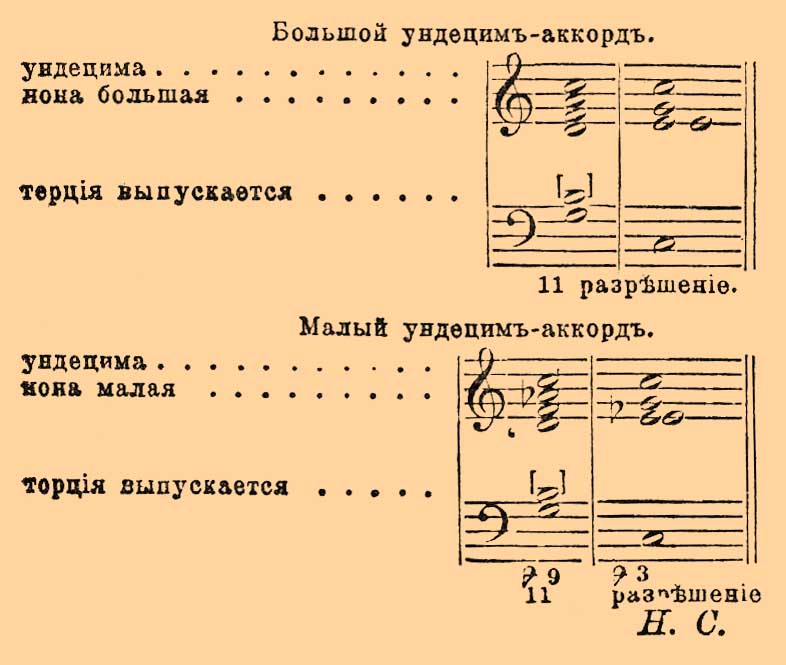 Большой ундецимъ-аккордъ.
ундецима . . . . . . . . . . . .
нона большая . . . . . . . . .
терція выпускается . . . . . .
11 разрѣшеніе.
Малый ундецимъ-аккордъ.
ундецима . . . . . . . . . . .
нона малая . . . . . . . . .
[ ]
торція выпускается . . . . .
9 3
11 разрѣшеніе
Н. С.